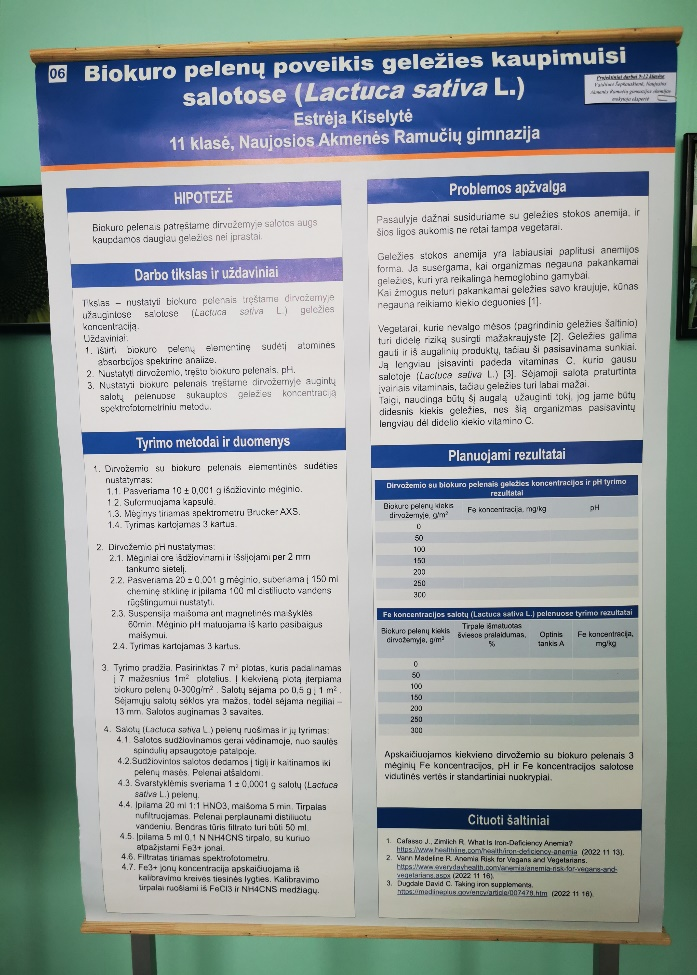 06
Biokuro pelenų poveikis geležies kaupimuisi
salotose (Lactuca sativa L.)
Estrėja Kiselytė
11 klasė, Naujosios Akmenės Ramučių gimnazija
HIPOTEZĖ
Biokuro pelenais patręštame dirvožemyje salotos augs
kaupdamos daugiau geležies nei įprastai.
Darbo tikslas ir uždaviniai
Tikslas – nustatyti biokuro pelenais tręštame dirvožemyje
užaugintose salotose (Lactuca sativa L.) geležies
koncentraciją.
Uždaviniai:
1. Ištirti biokuro pelenų elementinę sudėtį atominės
absorbcijos spektrine analize.
2. Nustatyti dirvožemio, tręšto biokuro pelenais, pH.
3. Nustatyti biokuro pelenais tręštame dirvožemyje augintų
salotų pelenuose sukauptos geležies koncentraciją
spektrofotometriniu metodu.
Tyrimo metodai ir duomenys
1. Dirvožemio su biokuro pelenais elementinės sudėties
nustatymas:
1.1. Pasveriama 10 ± 0,001 g išdžiovinto mėginio.
1.2. Suformuojama kapsulė.
1.3. Mėginys tiriamas spektrometru Brucker AXS.
1.4. Tyrimas kartojamas 3 kartus.
2. Dirvožemio pH nustatymas:
2.1. Mėginiai ore išdžiovinami ir išsijojami per 2 mm
tankumo sietelį.
2.2. Pasveriama 20 ± 0,001 g mėginio, suberiama į 150 ml
cheminę stiklinę ir įpilama 100 ml distiliuoto vandens
rūgštingumui nustatyti.
2.3. Suspensija maišoma ant magnetinės maišyklės
60min. Mėginio pH matuojama iš karto pasibaigus
maišymui.
2.4. Tyrimas kartojamas 3 kartus.
3. Tyrimo pradžia. Pasirinktas 7 m² plotas, kuris padalinamas
į 7 mažesnius 1m² plotelius. Į kiekvieną plotą įterpiama
biokuro pelenų 0-300g/m². Salotų sėjama po 0,5 g į 1 m².
Sėjamųjų salotų sėklos yra mažos, todėl sėjama negiliai –
13 mm. Salotos auginamas 3 savaites.
4. Salotų (Lactuca sativa L.) pelenų ruošimas ir jų tyrimas:
4.1. Salotos sudžiovinamos gerai vėdinamoje, nuo saulės
spindulių apsaugotoje patalpoje.
4.2.Sudžiovintos salotos dedamos į tiglį ir kaitinamos iki
pelenų masės. Pelenai atšaldomi.
4.3. Svarstyklėmis sveriama 1 ± 0,0001 g salotų (Lactuca
sativa L.) pelenų.
4.4. Įpilama 20 ml 1:1 HNO3, maišoma 5 min. Tirpalas
nufiltruojamas. Pelenai perplaunami distiliuotu
vandeniu. Bendras tūris filtrato turi būti 50 ml.
4.5. Įpilama 5 ml 0,1 N NH4CNS tirpalo, su kuriuo
atpažįstami Fe3+ jonai.
4.6. Filtratas tiriamas spektrofotometru.
4.7. Fe3+ jonų koncentracija apskaičiuojama iš
kalibravimo kreivės tiesinės lygties. Kalibravimo
tirpalai ruošiami iš FeCl3 ir NH4CNS medžiagų.
Problemos apžvalga
Pasaulyje dažnai susiduriame su geležies stokos anemija, ir
šios ligos aukomis ne retai tampa vegetarai.
Geležies stokos anemija yra labiausiai paplitusi anemijos
forma. Ja susergama, kai organizmas negauna pakankamai
geležies, kuri yra reikalinga hemoglobino gamybai.
Kai žmogus neturi pakankamai geležies savo kraujuje, kūnas
negauna reikiamo kiekio deguonies [1].
Vegetarai, kurie nevalgo mėsos (pagrindinio geležies šaltinio)
turi didelę riziką susirgti mažakraujyste [2]. Geležies galima
gauti ir iš augalinių produktų, tačiau ši pasisavinama sunkiai.
Ją lengviau įsisavinti padeda vitaminas C, kurio gausu
salotoje (Lactuca sativa L.) [3]. Sėjamoji salota praturtinta
įvairiais vitaminais, tačiau geležies turi labai mažai.
Taigi, naudinga būtų šį augalą užauginti tokį, jog jame būtų
didesnis kiekis geležies, nes šią organizmas pasisavintų
lengviau dėl didelio kiekio vitamino C.
Planuojami rezultatai
Dirvožemio su biokuro pelenais geležies koncentracijos ir pH tyrimo
rezultatai
Biokuro pelenų kiekis
dirvožemyje, g/m²
Fe koncentracija, mg/kg
pH
0
50
100
150
200
250
300
Fe koncentracijos salotų (Lactuca sativa L.) pelenuose tyrimo rezultatai
Biokuro pelenų kiekis
dirvožemyje, g/m²
Tirpale išmatuotas
šviesos pralaidumas,
%
Optinis
tankis A
Fe koncentracija,
mg/kg
0
50
100
150
200
250
300
Apskaičiuojamos kiekvieno dirvožemio su biokuro pelenais 3
mėginių Fe koncentracijos, pH ir Fe koncentracijos salotose
vidutinės vertės ir standartiniai nuokrypiai.
Cituoti šaltiniai
1. Cafasso J., Zimlich R. What Is Iron-Deficiency Anemia?
https://www.healthline.com/health/iron-deficiency-anemia (2022 11 13).
2. Vann Madeline R. Anemia Risk for Vegans and Vegetarians.
https://www.everydayhealth.com/anemia/anemia-risk-for-vegans-and-
vegetarians.aspx (2022 11 16).
3. Dugdale David C. Taking iron supplements.
https://medlineplus.gov/ency/article/007478.htm (2022 11 16).